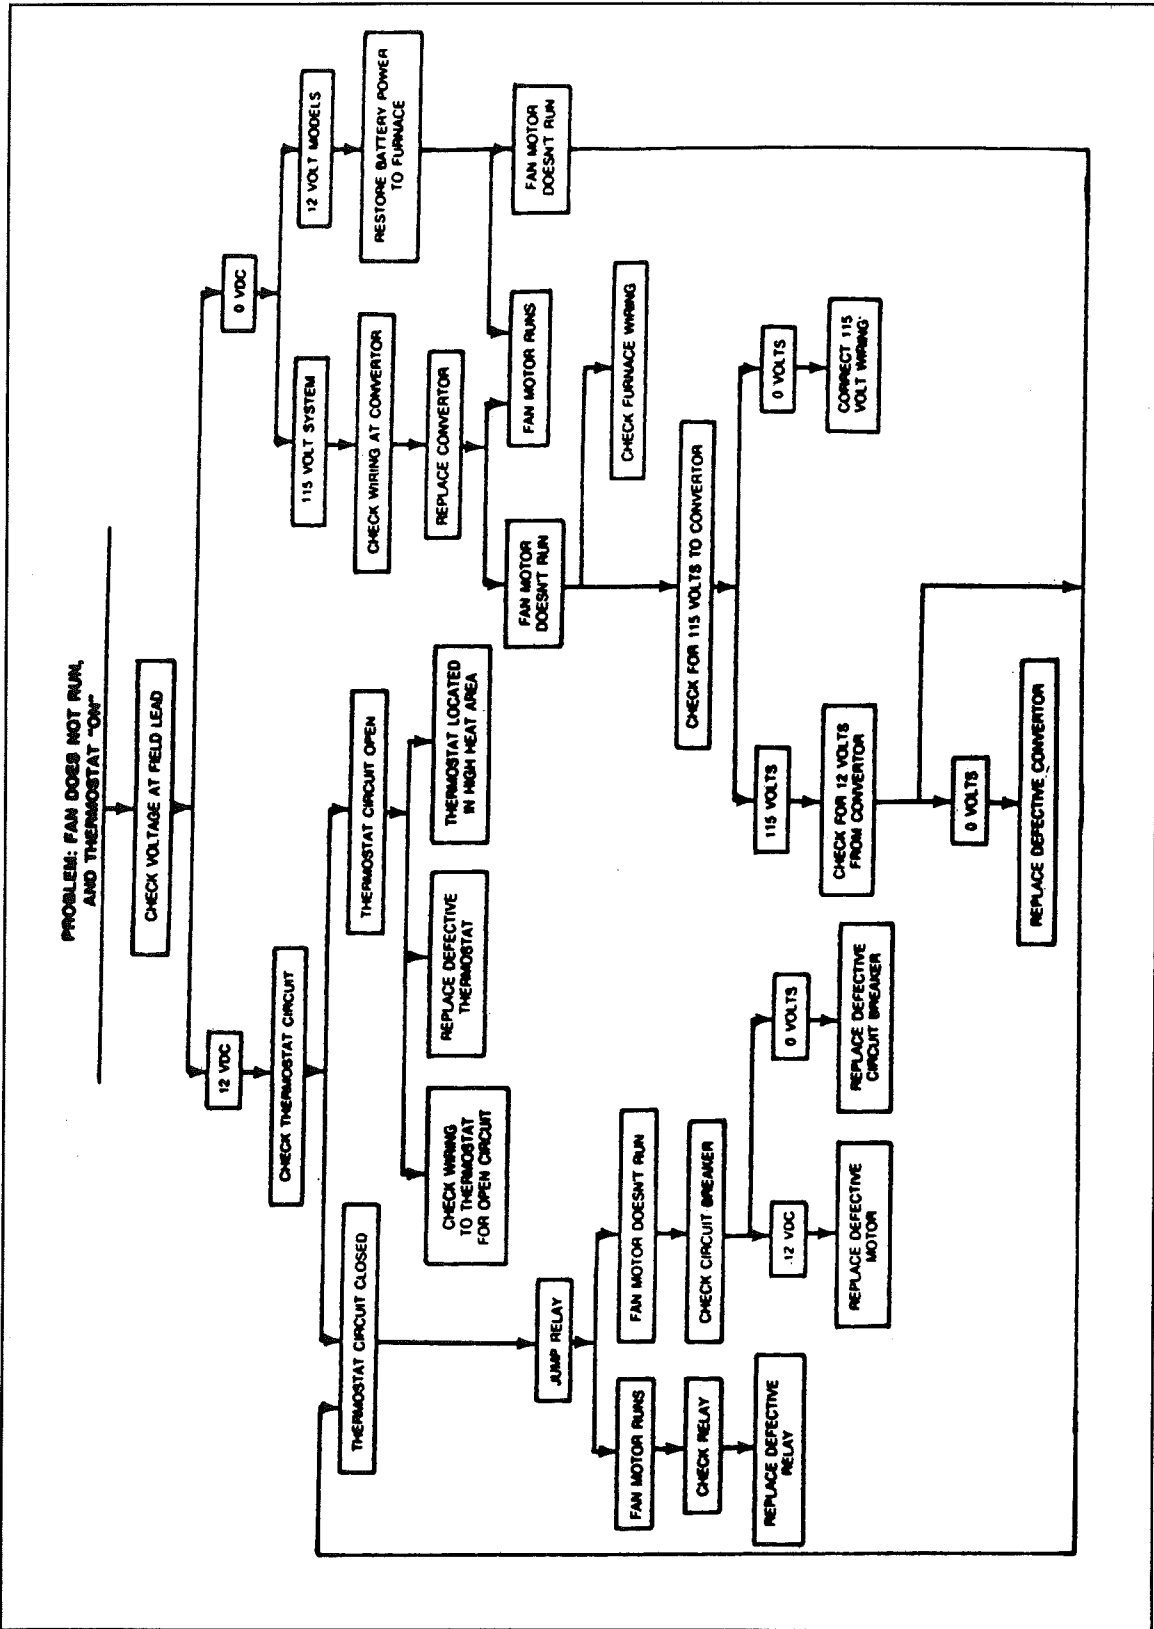 PROBLEM: FAN DOES NOT RUN,
AND THERMOSTAT "ON"
CHECK VOLTAGE AT FIELD LEAD
12 VDC
0 VDC
CHECK THERMOSTAT CIRCUIT
115 VOLT SYSTEM
12 VOLT MODELS
THERMOSTAT CIRCUIT CLOSED
THERMOSTAT CIRCUIT OPEN
CHECK WIRING AT CONVERTOR
RESTORE BATTERY POWER
TO FURNACE
CHECK WIRING
TO THERMOSTAT
FOR OPEN CIRCUIT
REPLACE DEFECTIVE
THERMOSTAT
THERMOSTAT LOCATED
IN HIGH HEAT AREA
REPLACE CONVERTOR
JUMP RELAY
FAN MOTOR
DOESN'T RUN
FAN MOTOR RUNS
FAN MOTOR
DOESN'T RUN
FAN MOTOR RUNS
FAN MOTOR DOESN'T RUN
CHECK FURNACE WIRING
CHECK RELAY
CHECK CIRCUIT BREAKER
CHECK FOR 115 VOLTS TO CONVERTOR
REPLACE DEFECTIVE
RELAY
12 VDC
0 VOLTS
115 VOLTS
0 VOLTS
REPLACE DEFECTIVE
MOTOR
REPLACE DEFECTIVE
CIRCUIT BREAKER
CHECK FOR 12 VOLTS
FROM CONVERTOR
CORRECT 115
VOLT WIRING
0 VOLTS
REPLACE DEFECTIVE CONVERTOR